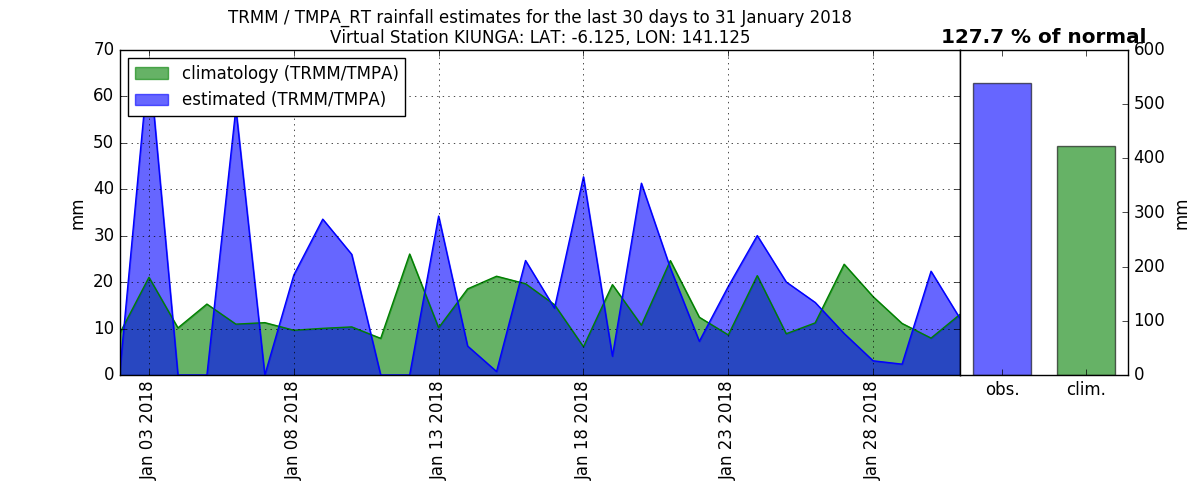 TRMM / TMPA_RT rainfall estimates for the last 30 days to 31 January 2018
Virtual Station KIUNGA: LAT: -6.125, LON: 141.125
127.7 % of normal
climatology (TRMM/TMPA)
estimated (TRMM/TMPA)
70
60
50
40
30
20
10
0
mm
Jan 03 2018
Jan 08 2018
Jan 13 2018
Jan 18 2018
Jan 23 2018
Jan 28 2018
600
500
400
300
200
100
0
mm
obs.
clim.